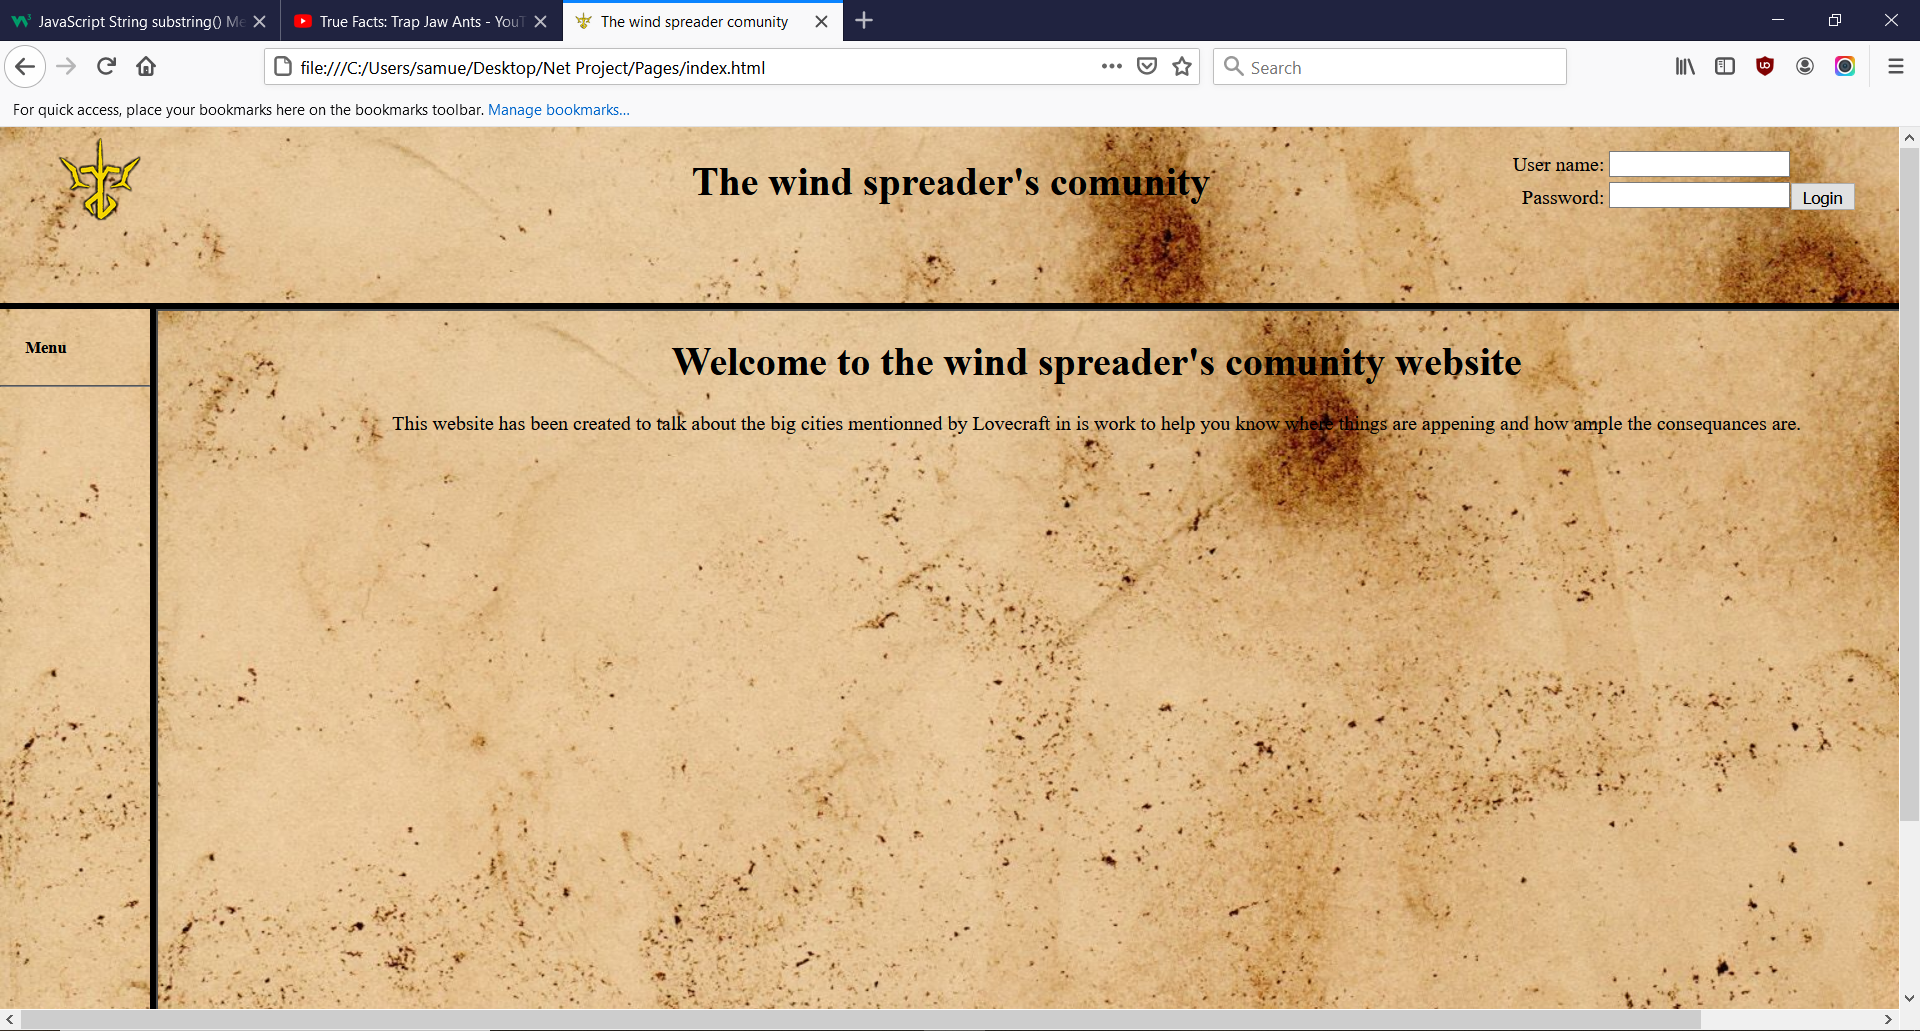 JavaScript String substring() Me
True Facts: Trap Jaw Ants - YouT
The wind spreader comunity
file:///C:/Users/samue/Desktop/Net Project/Pages/index.html
Search
For quick access, place your bookmarks here on the bookmarks toolbar. Manage bookmarks...
The wind spreader's comunity
User name:
Password:
Login
Menu
Welcome to the wind spreader's comunity website
This website has been created to talk about the big cities mentionned by Lovecraft in is work to help you know where things are appening and how ample the consequances are.